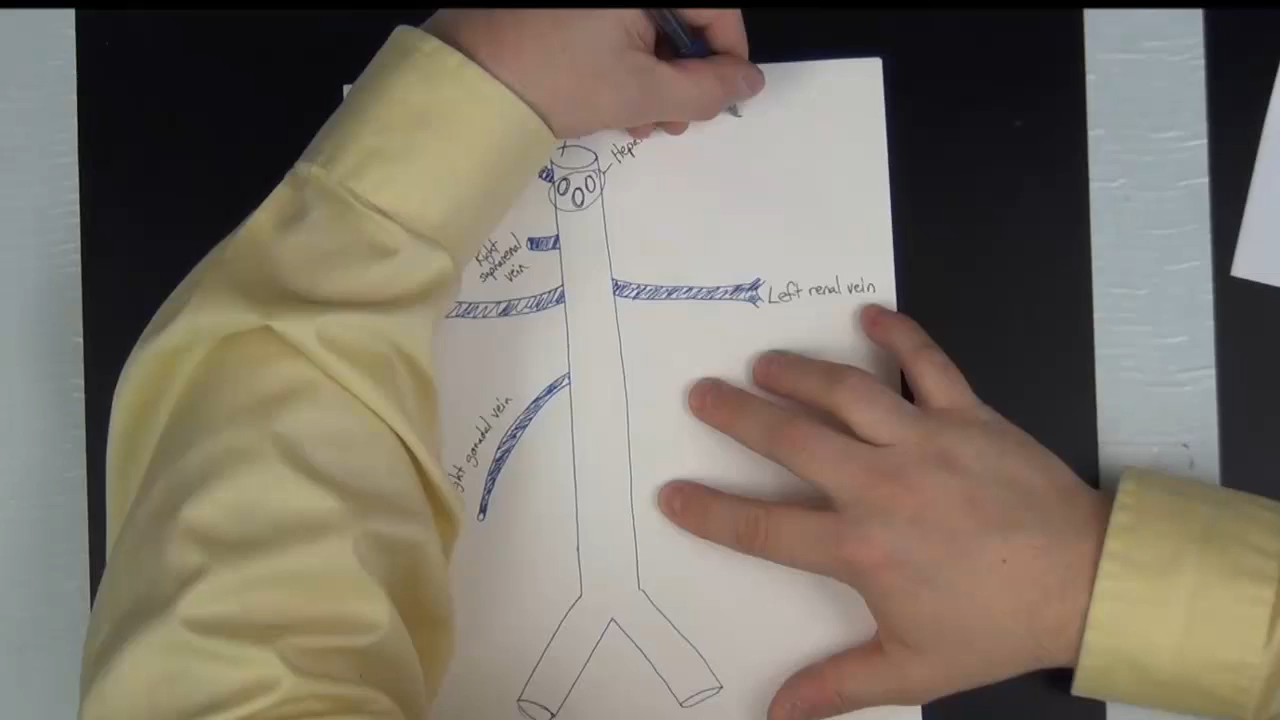 Right
suprarenal
vein
Left renal vein
gonadal vein